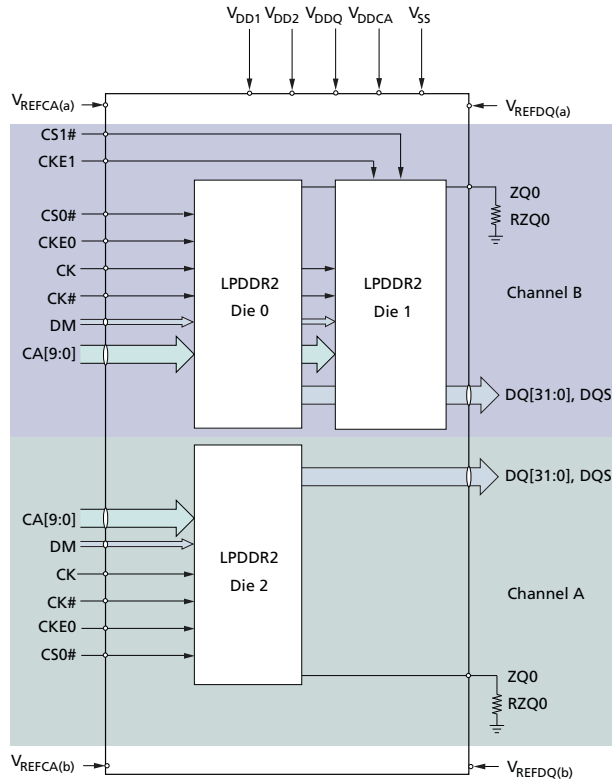 VDD1 VDD2 VDDQ VDDCA VSS
VREFCA(a)
VREFDQ(a)
CS1#
CKE1
CS0#
CKE0
CK
CK#
DM
CA[9:0]
LPDDR2
Die 0
LPDDR2
Die 1
ZQ0
RZQ0
Channel B
DQ[31:0], DQS
CA[9:0]
DM
CK
CK#
CKE0
CS0#
LPDDR2
Die 2
DQ[31:0], DQS
Channel A
ZQ0
RZQ0
VREFCA(b)
VREFDQ(b)